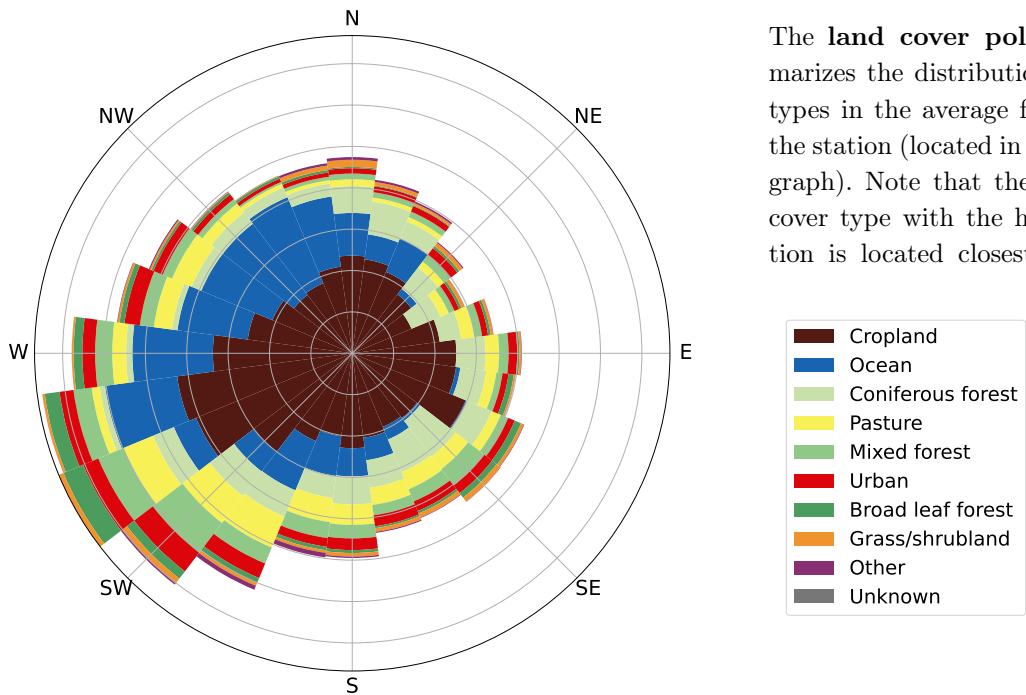 N
NW
NE
W
E
SW
SE
S
The land cover pol
marizes the distributi
types in the average f
the station (located in
graph). Note that the
cover type with the h
tion is located closest
Cropland
Ocean
Coniferous forest
Pasture
Mixed forest
Urban
Broad leaf forest
Grass/shrubland
Other
Unknown